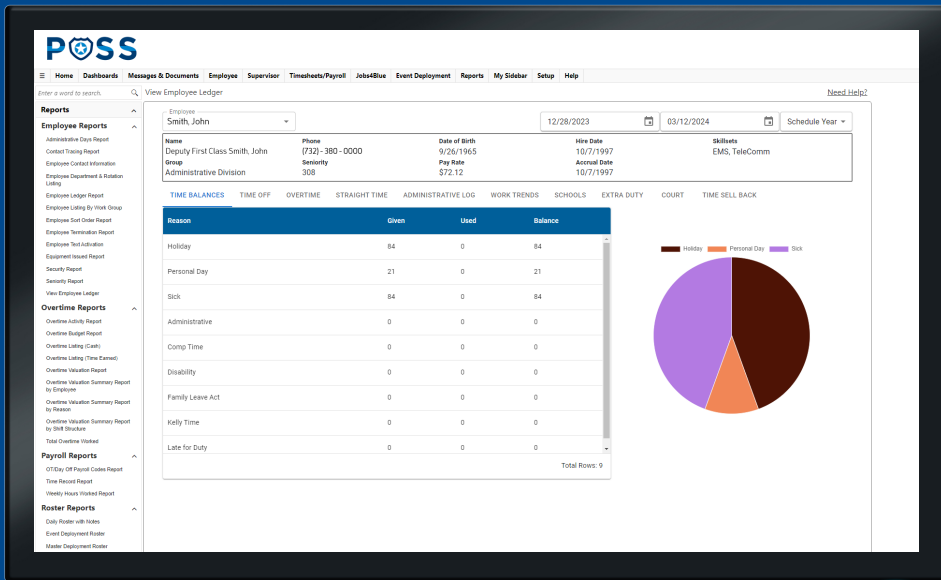 POSS
Home Dashboards Messages & Documents Employee Supervisor Timesheets/Payroll Jobs4Blue Event Deployment Reports My Sidebar Setup Help
Enter a word to search.
View Employee Ledger
Need Help?
Reports
Employee Reports
Administrative Days Report
Contact Tracing Report
Employee Contact Information
Employee Department & Rotation
Listing
Employee Ledger Report
Employee Listing By Work Group
Employee Sort Order Report
Employee Termination Report
Employee Text Activation
Equipment Issued Report
Security Report
Seniority Report
View Employee Ledger
Overtime Reports
Overtime Activity Report
Overtime Budget Report
Overtime Listing (Cash)
Overtime Listing (Time Earned)
Overtime Valuation Report
Overtime Valuation Summary Report
by Employee
Overtime Valuation Summary Report
by Reason
Overtime Valuation Summary Report
by Shift Structure
Total Overtime Worked
Payroll Reports
OT/Day Off Payroll Codes Report
Time Record Report
Weekly Hours Worked Report
Roster Reports
Daily Roster with Notes
Event Deployment Roster
Master Deployment Roster
Employee
Smith, John
12/28/2023
03/12/2024
Schedule Year
Name Phone Date of Birth Hire Date Skillsets
Deputy First Class Smith, John (732) - 380 - 0000 9/26/1965 10/7/1997 EMS, TeleComm
Group Seniority Pay Rate Accrual Date
Administrative Division 308 $72.12 10/7/1997
TIME BALANCES TIME OFF OVERTIME STRAIGHT TIME ADMINISTRATIVE LOG WORK TRENDS SCHOOLS EXTRA DUTY COURT TIME SELL BACK
Reason Given Used Balance
Holiday 84 0 84
Personal Day 21 0 21
Sick 84 0 84
Administrative 0 0 0
Comp Time 0 0 0
Disability 0 0 0
Family Leave Act 0 0 0
Kelly Time 0 0 0
Late for Duty 0 0 0
Total Rows: 9
Holiday Personal Day Sick